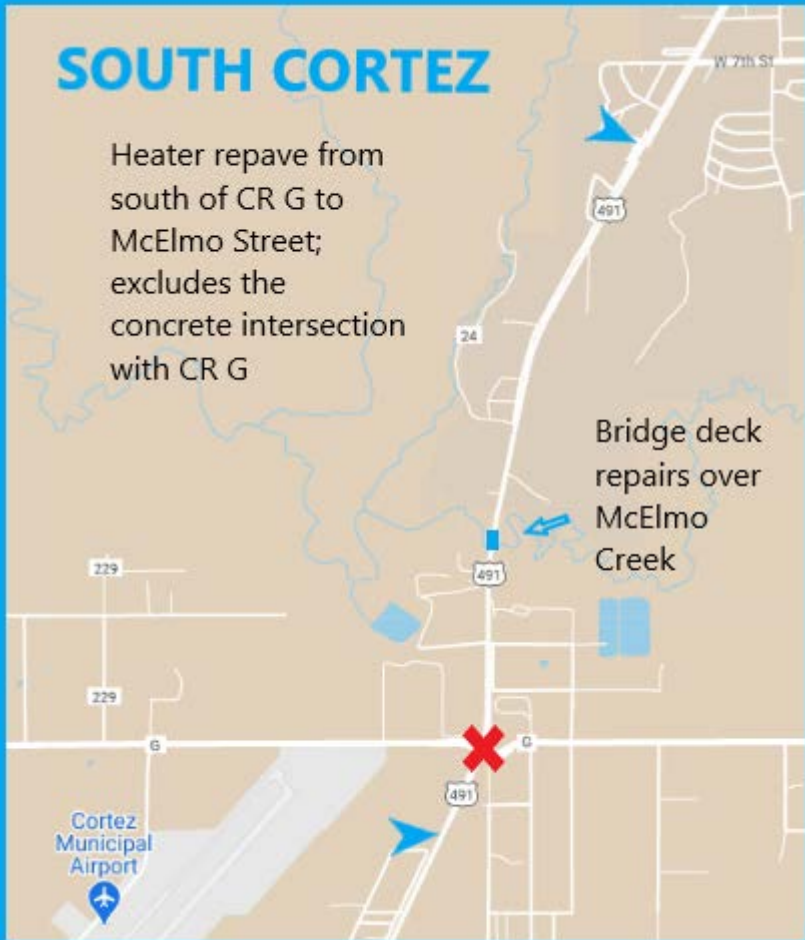 SOUTH CORTEZ
W 7th St
Heater repave from
south of CR G to
McElmo Street;
excludes the
concrete intersection
with CR G
491
24
Bridge deck
repairs over
McElmo
Creek
229
491
229
G
G
491
Cortez
Municipal
Airport